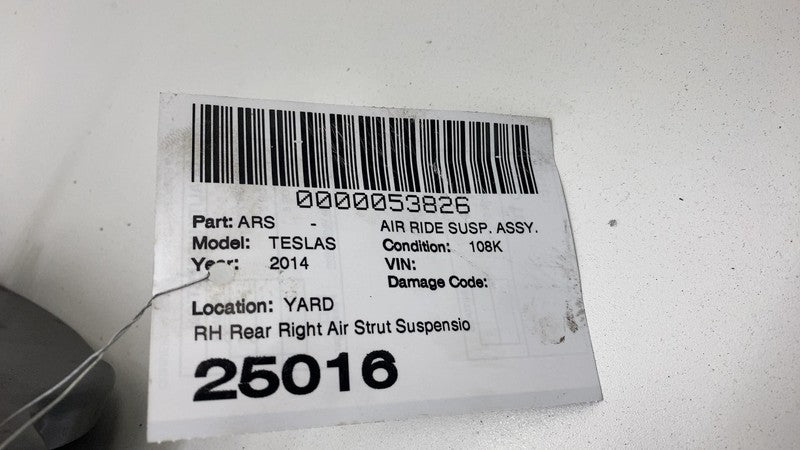 0000053826
Part: ARS - AIR RIDE SUSP. ASSY.
Model: TESLAS Condition: 108K
Year: 2014 VIN:
Damage Code:
Location: YARD
RH Rear Right Air Strut Suspensio
25016